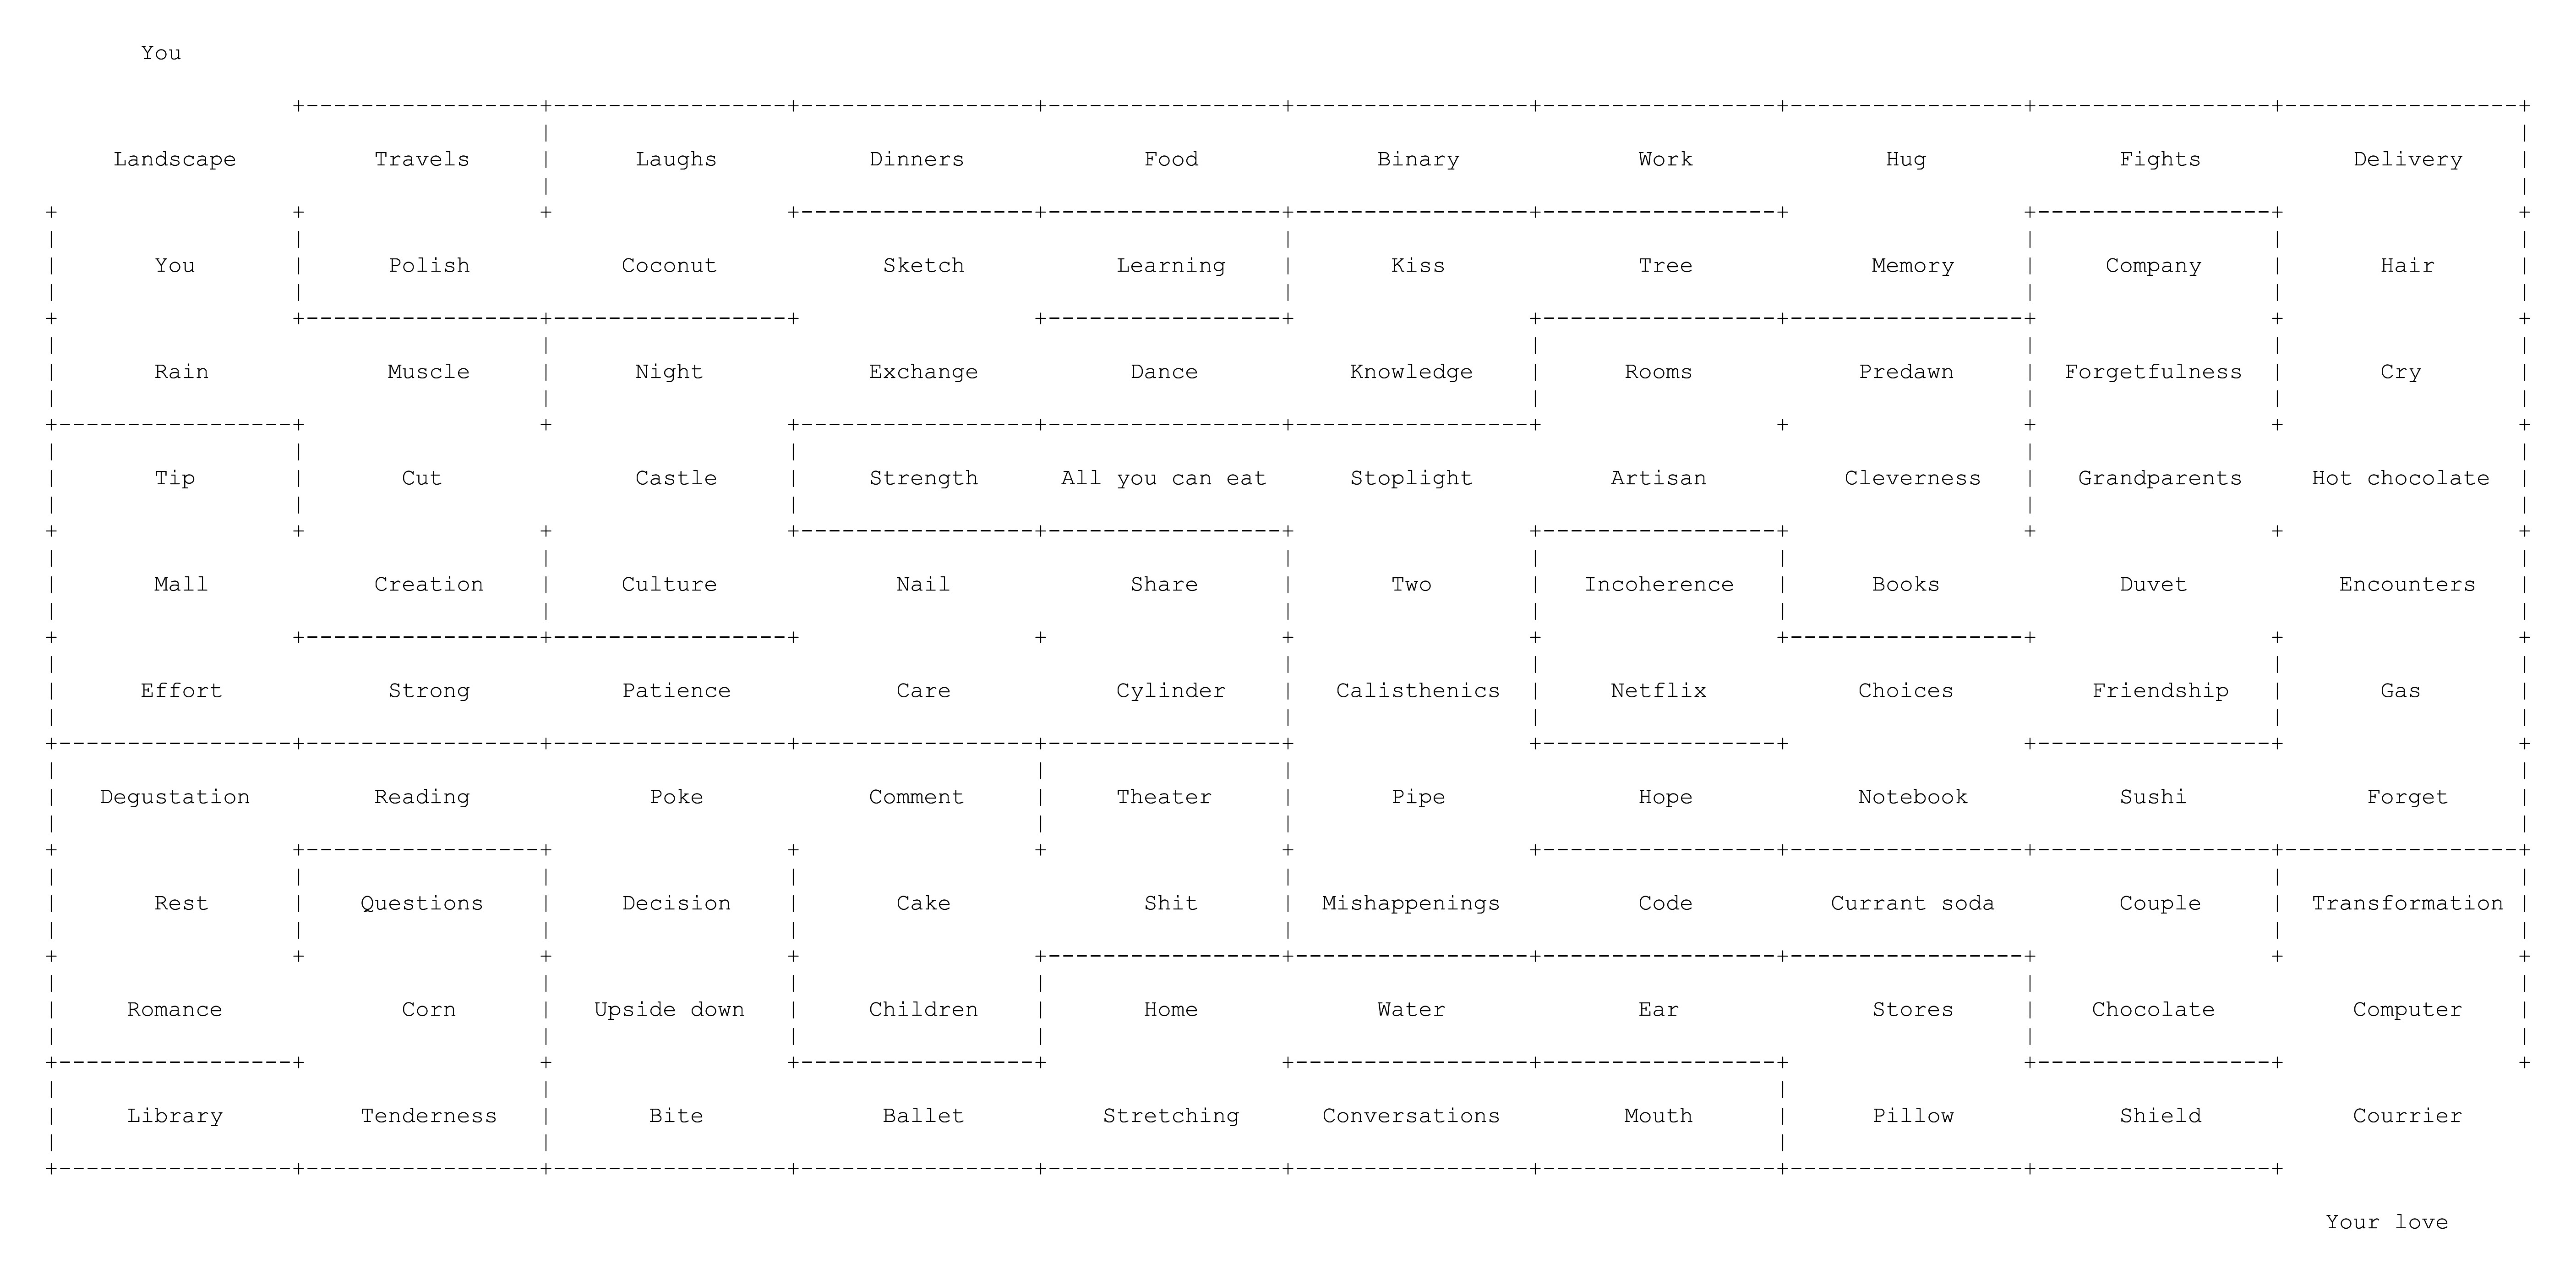 You
Landscape Travels Laughs Dinners Food Binary Work Hug Fights Delivery
You Polish Coconut Sketch Learning Kiss Tree Memory Company Hair
Rain Muscle Night Exchange Dance Knowledge Rooms Predawn Forgetfulness Cry
Tip Cut Castle Strength All you can eat Stoplight Artisan Cleverness Grandparents Hot chocolate
Mall Creation Culture Nail Share Two Incoherence Books Duvet Encounters
Effort Strong Patience Care Cylinder Calisthenics Netflix Choices Friendship Gas
Degustation Reading Poke Comment Theater Pipe Hope Notebook Sushi Forget
Rest Questions Decision Cake Shit Mishappenings Code Currant soda Couple Transformation
Romance Corn Upside down Children Home Water Ear Stores Chocolate Computer
Library Tenderness Bite Ballet Stretching Conversations Mouth Pillow Shield Courrier
Your love